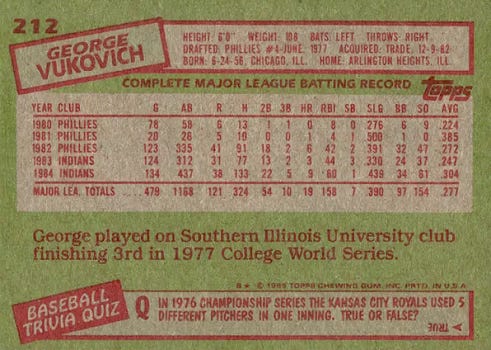 212
GEORGE
VUKOVICH
HEIGHT: 6'0" WEIGHT: 198 BATS: LEFT THROWS: RIGHT
DRAFTED: PHILLIES #4-JUNE, 1977 ACQUIRED: TRADE, 12-9-82
BORN: 6-24-56, CHICAGO, ILL. HOME: ARLINGTON HEIGHTS, ILL.
COMPLETE MAJOR LEAGUE BATTING RECORD Topps
YEAR CLUB G AB R H 2B 3B HR RBI SB SLG BB SO AVG
1980 PHILLIES 78 58 6 13 1 1 0 8 0 .276 6 9 .224
1981 PHILLIES 20 26 5 10 0 0 1 4 1 .500 1 0 .385
1982 PHILLIES 123 335 41 91 18 2 6 42 2 .391 32 47 .272
1983 INDIANS 124 312 31 77 13 2 3 44 3 .330 24 37 .247
1984 INDIANS 134 437 38 133 22 5 9 60 1 .439 34 61 .304
MAJOR LEA. TOTALS 479 1168 121 324 54 10 19 158 7 .390 97 154 .277
George played on Southern Illinois University club
finishing 3rd in 1977 College World Series.
B★ © 1985 TOPPS CHEWING GUM, INC. PRTD. IN U.S.A
BASEBALL
TRIVIA QUIZ
Q IN 1976 CHAMPIONSHIP SERIES THE KANSAS CITY ROYALS USED 5
DIFFERENT PITCHERS IN ONE INNING. TRUE OR FALSE?
A
TRUE